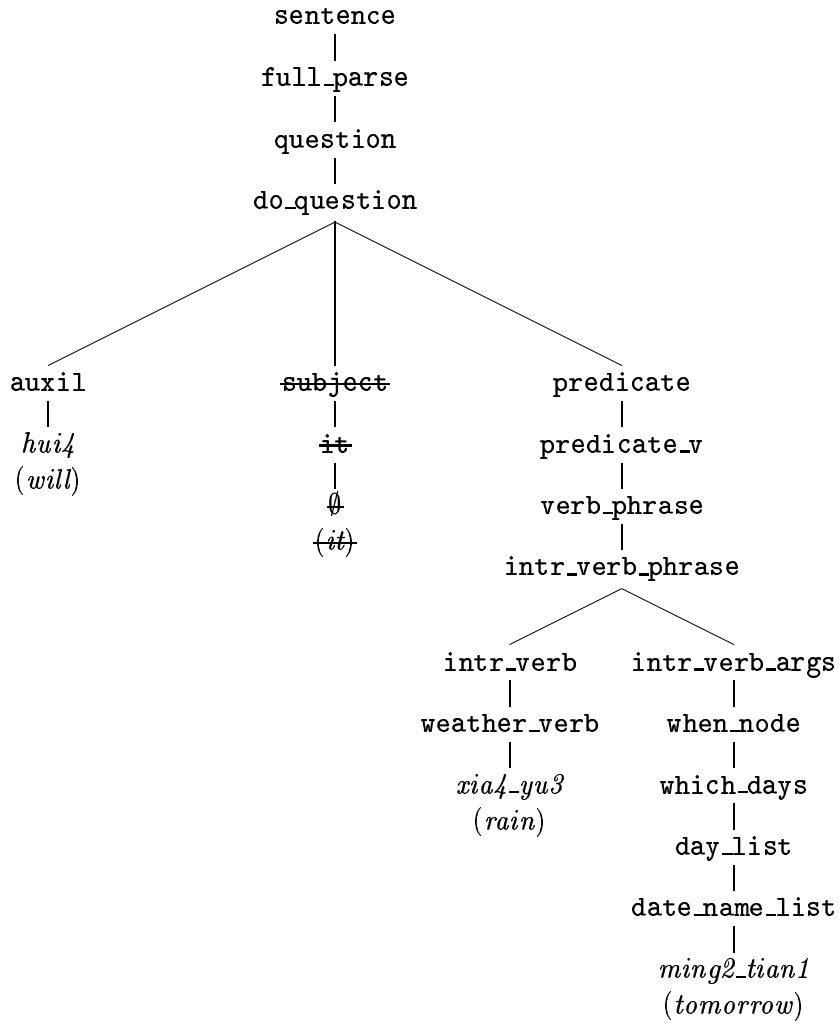 sentence
full_parse
question
do_question
auxil subject predicate
hui4 it predicate_v
(will) ∅ verb_phrase
(it)
intr_verb_phrase
intr_verb intr_verb_args
weather_verb when_node
xia4_yu3 which_days
(rain)
day_list
date_name_list
ming2_tian1
(tomorrow)